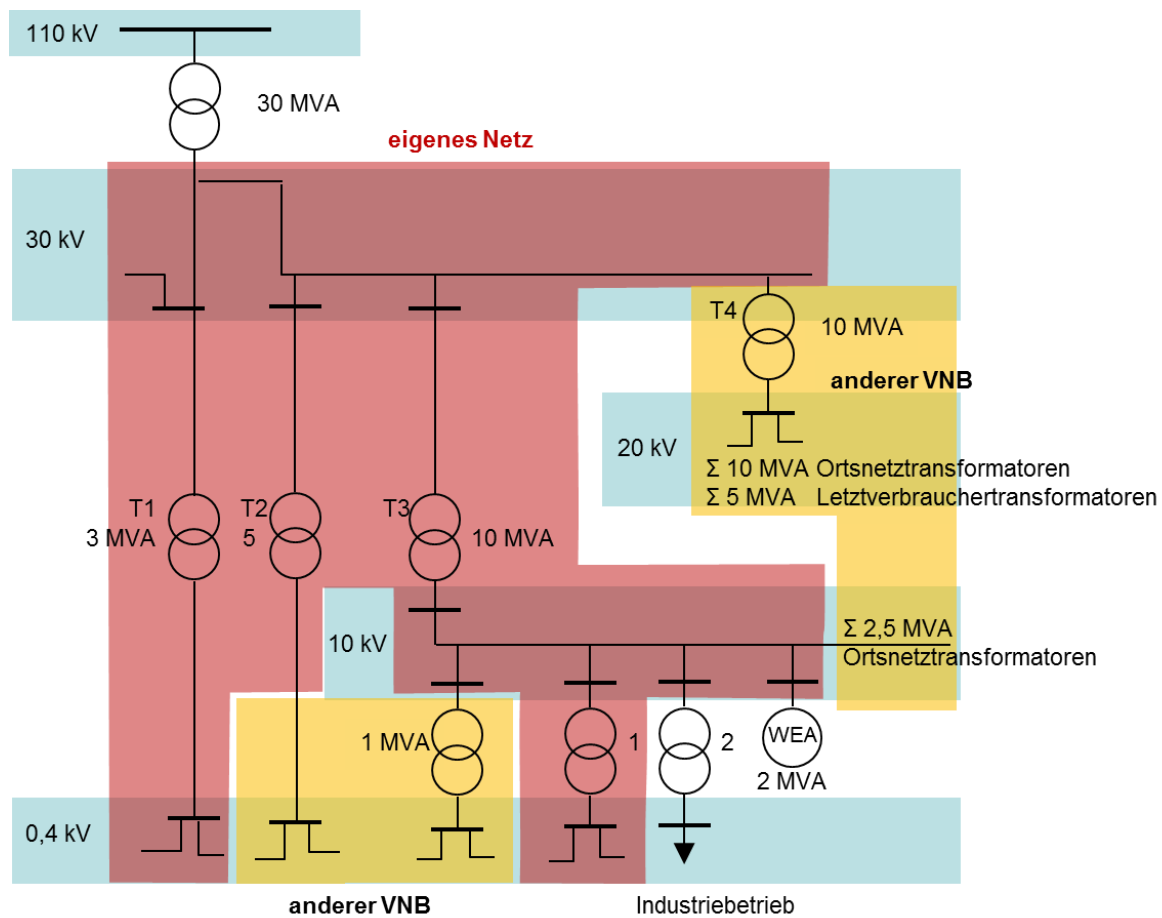 110 kV
30 MVA
eigenes Netz
30 kV
T4
10 MVA
anderer VNB
20 kV
Σ 10 MVA Ortsnetztransformatoren
Σ 5 MVA Letztverbrauchertransformatoren
T1
3 MVA
T2
5
T3
10 MVA
10 kV
Σ 2,5 MVA
Ortsnetztransformatoren
1 MVA
1
2
WEA
2 MVA
0,4 kV
anderer VNB
Industriebetrieb